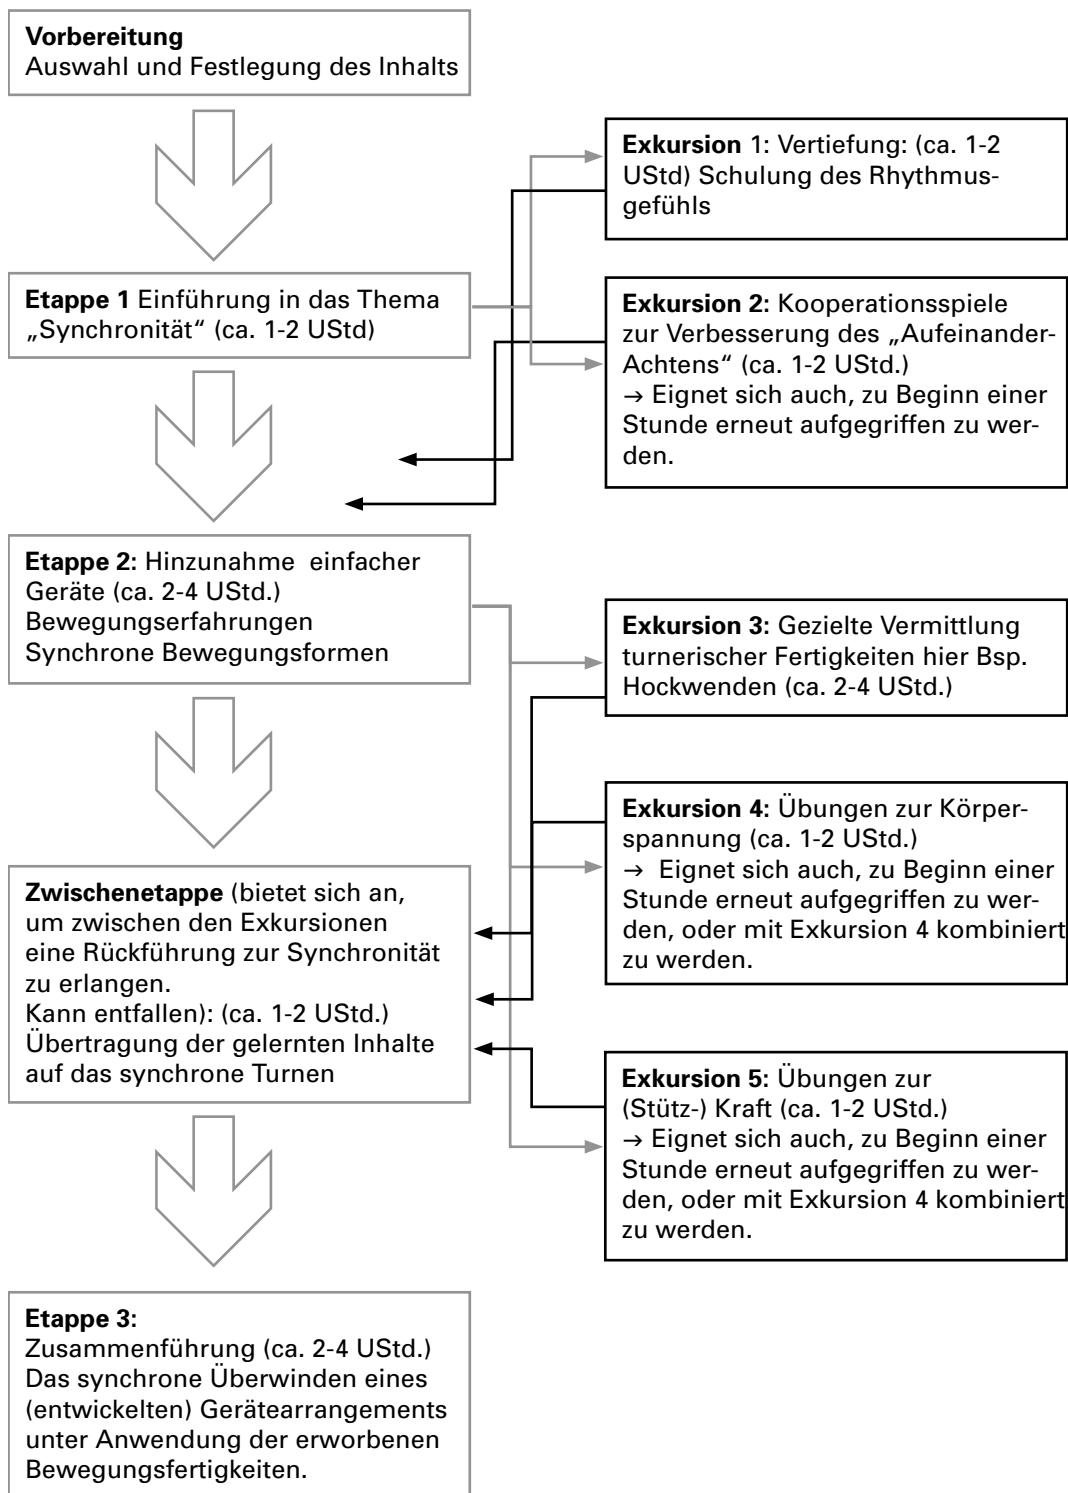 Vorbereitung
Auswahl und Festlegung des Inhalts
Exkursion 1: Vertiefung: (ca. 1-2
UStd) Schulung des Rhythmus-
gefühls
Etappe 1 Einführung in das Thema
„Synchronität“ (ca. 1-2 UStd)
Exkursion 2: Kooperationsspiele
zur Verbesserung des „Aufeinander-
Achtens“ (ca. 1-2 UStd.)
→ Eignet sich auch, zu Beginn einer
Stunde erneut aufgegriffen zu wer-
den.
Etappe 2: Hinzunahme einfacher
Geräte (ca. 2-4 UStd.)
Bewegungserfahrungen
Synchrone Bewegungsformen
Exkursion 3: Gezielte Vermittlung
turnerischer Fertigkeiten hier Bsp.
Hockwenden (ca. 2-4 UStd.)
Exkursion 4: Übungen zur Körper-
spannung (ca. 1-2 UStd.)
→ Eignet sich auch, zu Beginn einer
Stunde erneut aufgegriffen zu wer-
den, oder mit Exkursion 4 kombiniert
zu werden.
Zwischenetappe (bietet sich an,
um zwischen den Exkursionen
eine Rückführung zur Synchronität
zu erlangen.
Kann entfallen): (ca. 1-2 UStd.)
Übertragung der gelernten Inhalte
auf das synchrone Turnen
Exkursion 5: Übungen zur
(Stütz-) Kraft (ca. 1-2 UStd.)
→ Eignet sich auch, zu Beginn einer
Stunde erneut aufgegriffen zu wer-
den, oder mit Exkursion 4 kombiniert
zu werden.
Etappe 3:
Zusammenführung (ca. 2-4 UStd.)
Das synchrone Überwinden eines
(entwickelten) Gerätearrangements
unter Anwendung der erworbenen
Bewegungsfertigkeiten.